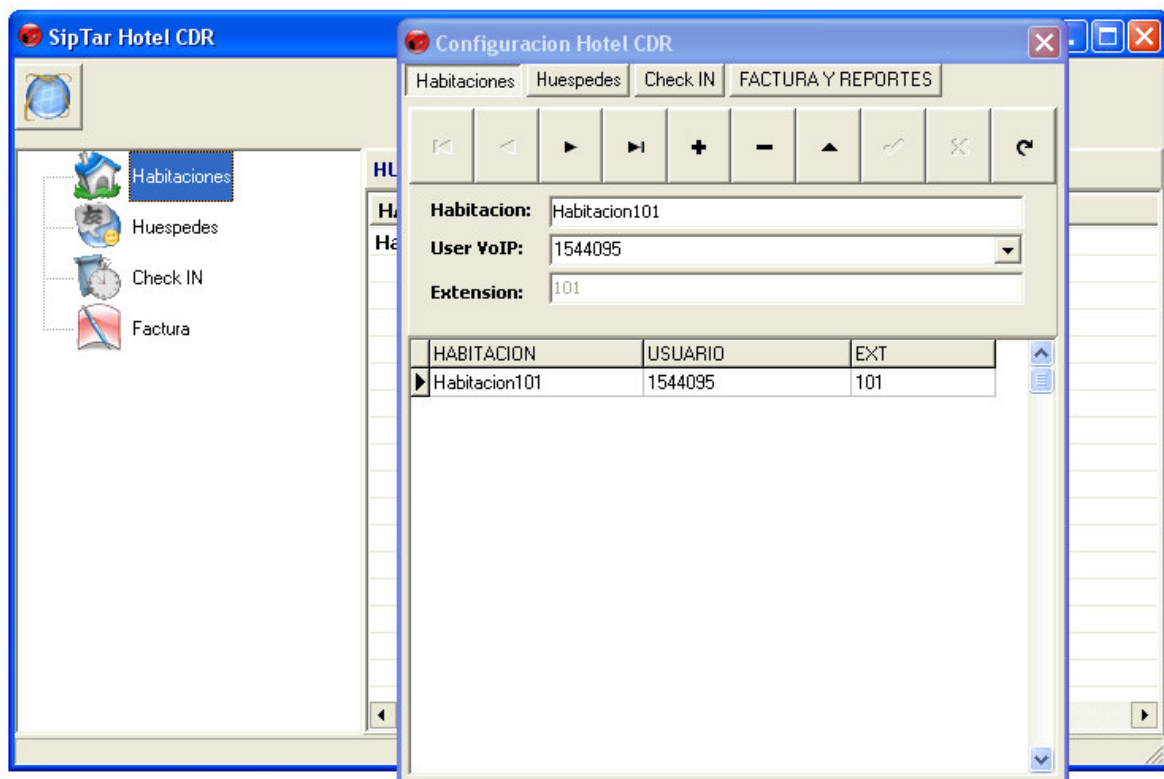 SipTar Hotel CDR
Habitaciones
Huespedes
Check IN
Factura
Configuracion Hotel CDR
Habitaciones Huespedes Check IN FACTURA Y REPORTES
Habitacion: Habitacion101
User VoIP: 1544095
Extension: 101
HABITACION USUARIO EXT
Habitacion101 1544095 101